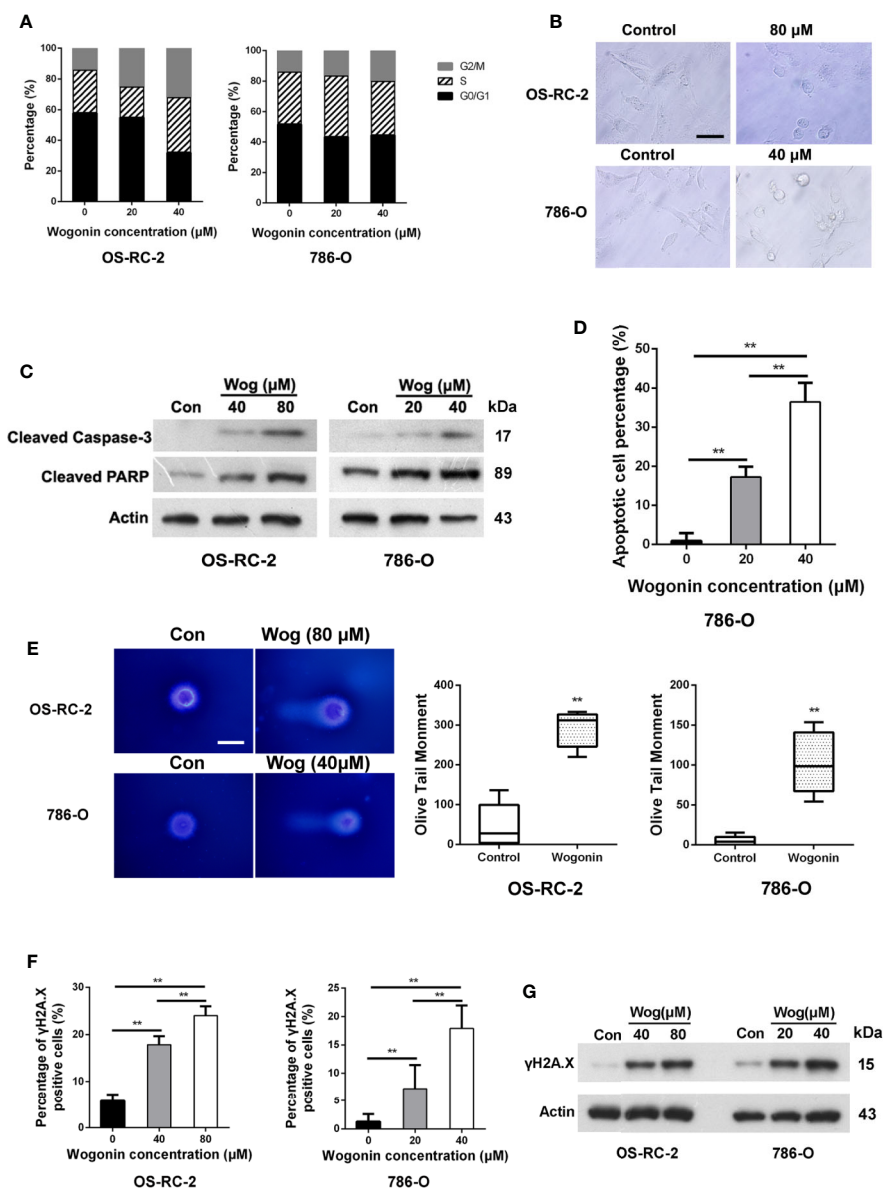 A
Percentage (%)
100
80
60
40
20
0
0 20 40
Wogonin concentration (μM)
OS-RC-2
Percentage (%)
100
80
60
40
20
0
0 20 40
Wogonin concentration (μM)
786-O
G2/M
S
G0/G1
B
Control 80 μM
OS-RC-2
Control 40 μM
786-O
C
Wog (μM) Wog (μM)
Con 40 80 Con 20 40 kDa
Cleaved Caspase-3 17
Cleaved PARP 89
Actin 43
OS-RC-2 786-O
D
Apoptotic cell percentage (%)
50
40
30
20
10
0
**
**
**
0 20 40
Wogonin concentration (μM)
786-O
E
Con Wog (80 μM)
OS-RC-2
Con Wog (40μM)
786-O
Olive Tail Monment
400
300
200
100
0
**
Control Wogonin
OS-RC-2
Olive Tail Monment
200
150
100
50
0
**
Control Wogonin
786-O
F
Percentage of γH2A.X
positive cells (%)
30
20
10
0
**
**
**
0 40 80
Wogonin concentration (μM)
OS-RC-2
Percentage of γH2A.X
positive cells (%)
25
20
15
10
5
0
**
**
**
0 20 40
Wogonin concentration (μM)
786-O
G
Wog(μM) Wog(μM)
Con 40 80 Con 20 40 kDa
γH2A.X 15
Actin 43
OS-RC-2 786-O